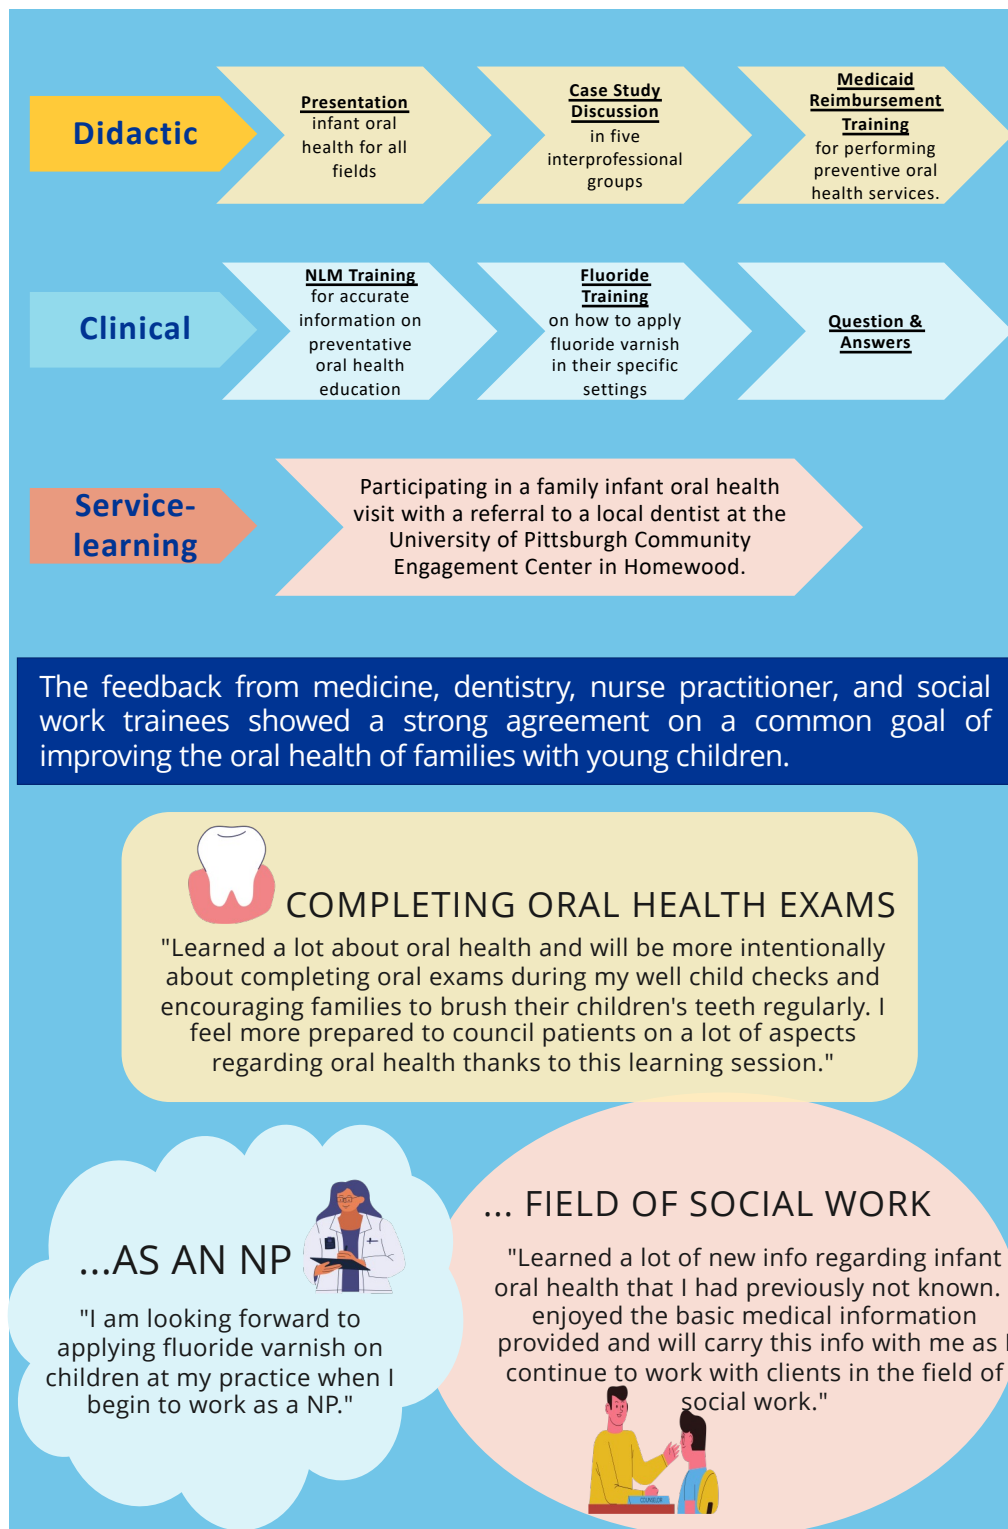 Didactic
Presentation
infant oral
health for all
fields
Case Study
Discussion
in five
interprofessional
groups
Medicaid
Reimbursement
Training
for performing
preventive oral
health services.
Clinical
NLM Training
for accurate
information on
preventative
oral health
education
Fluoride
Training
on how to apply
fluoride varnish
in their specific
settings
Question &
Answers
Service-
learning
Participating in a family infant oral health
visit with a referral to a local dentist at the
University of Pittsburgh Community
Engagement Center in Homewood.
The feedback from medicine, dentistry, nurse practitioner, and social
work trainees showed a strong agreement on a common goal of
improving the oral health of families with young children.
COMPLETING ORAL HEALTH EXAMS
"Learned a lot about oral health and will be more intentionally
about completing oral exams during my well child checks and
encouraging families to brush their children's teeth regularly. I
feel more prepared to council patients on a lot of aspects
regarding oral health thanks to this learning session."
...AS AN NP
"I am looking forward to
applying fluoride varnish on
children at my practice when I
begin to work as a NP."
... FIELD OF SOCIAL WORK
"Learned a lot of new info regarding infant
oral health that I had previously not known.
enjoyed the basic medical information
provided and will carry this info with me as I
continue to work with clients in the field of
social work."
COUNSELOR